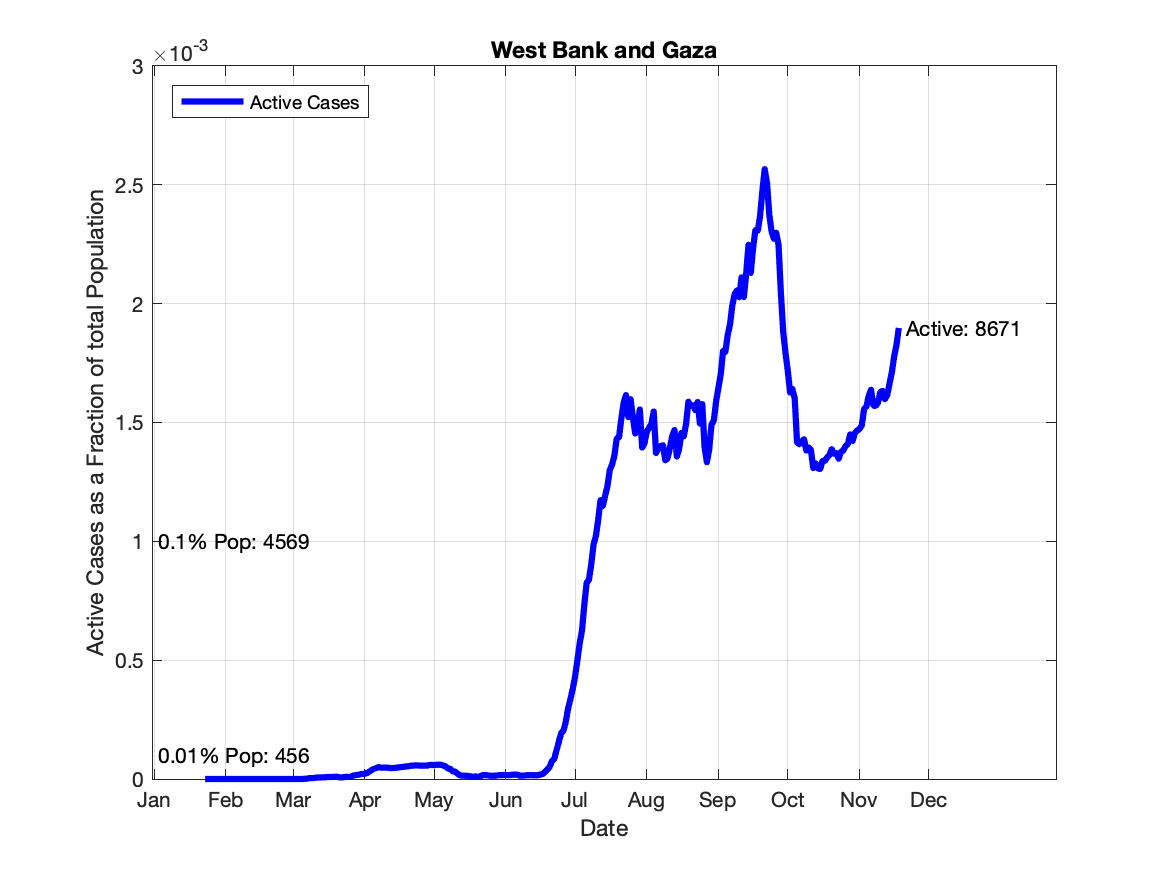 West Bank and Gaza
×10-3
3
2.5
2
1.5
1
0.5
0
Active Cases as a Fraction of total Population
Active Cases
Active: 8671
0.1% Pop: 4569
0.01% Pop: 456
Jan Feb Mar Apr May Jun Jul Aug Sep Oct Nov Dec
Date